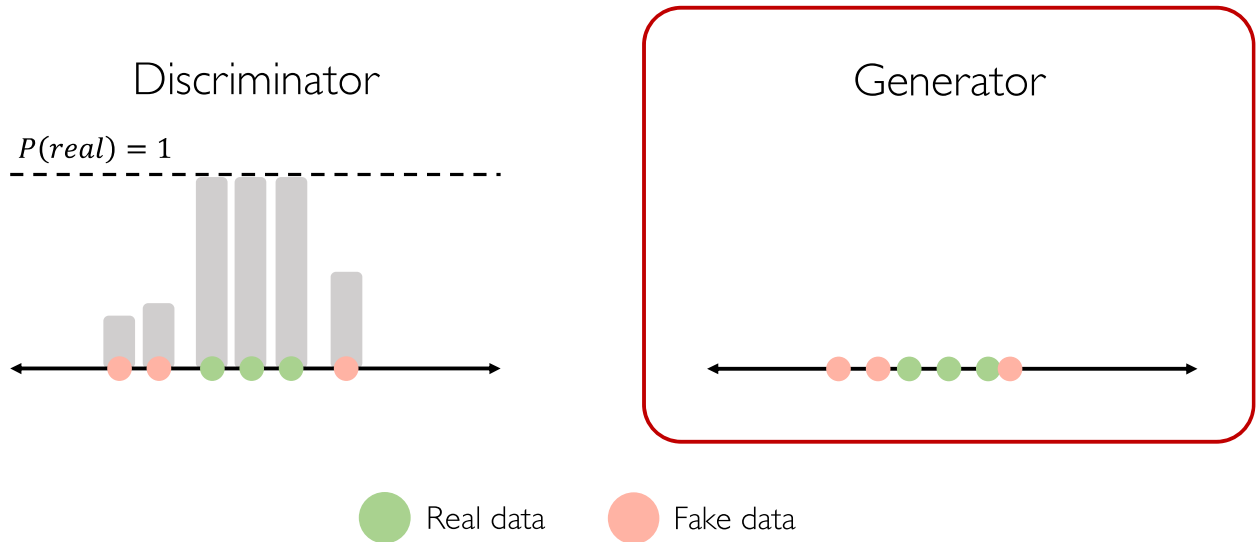 Discriminator
Generator
P(real) = 1
Real data
Fake data